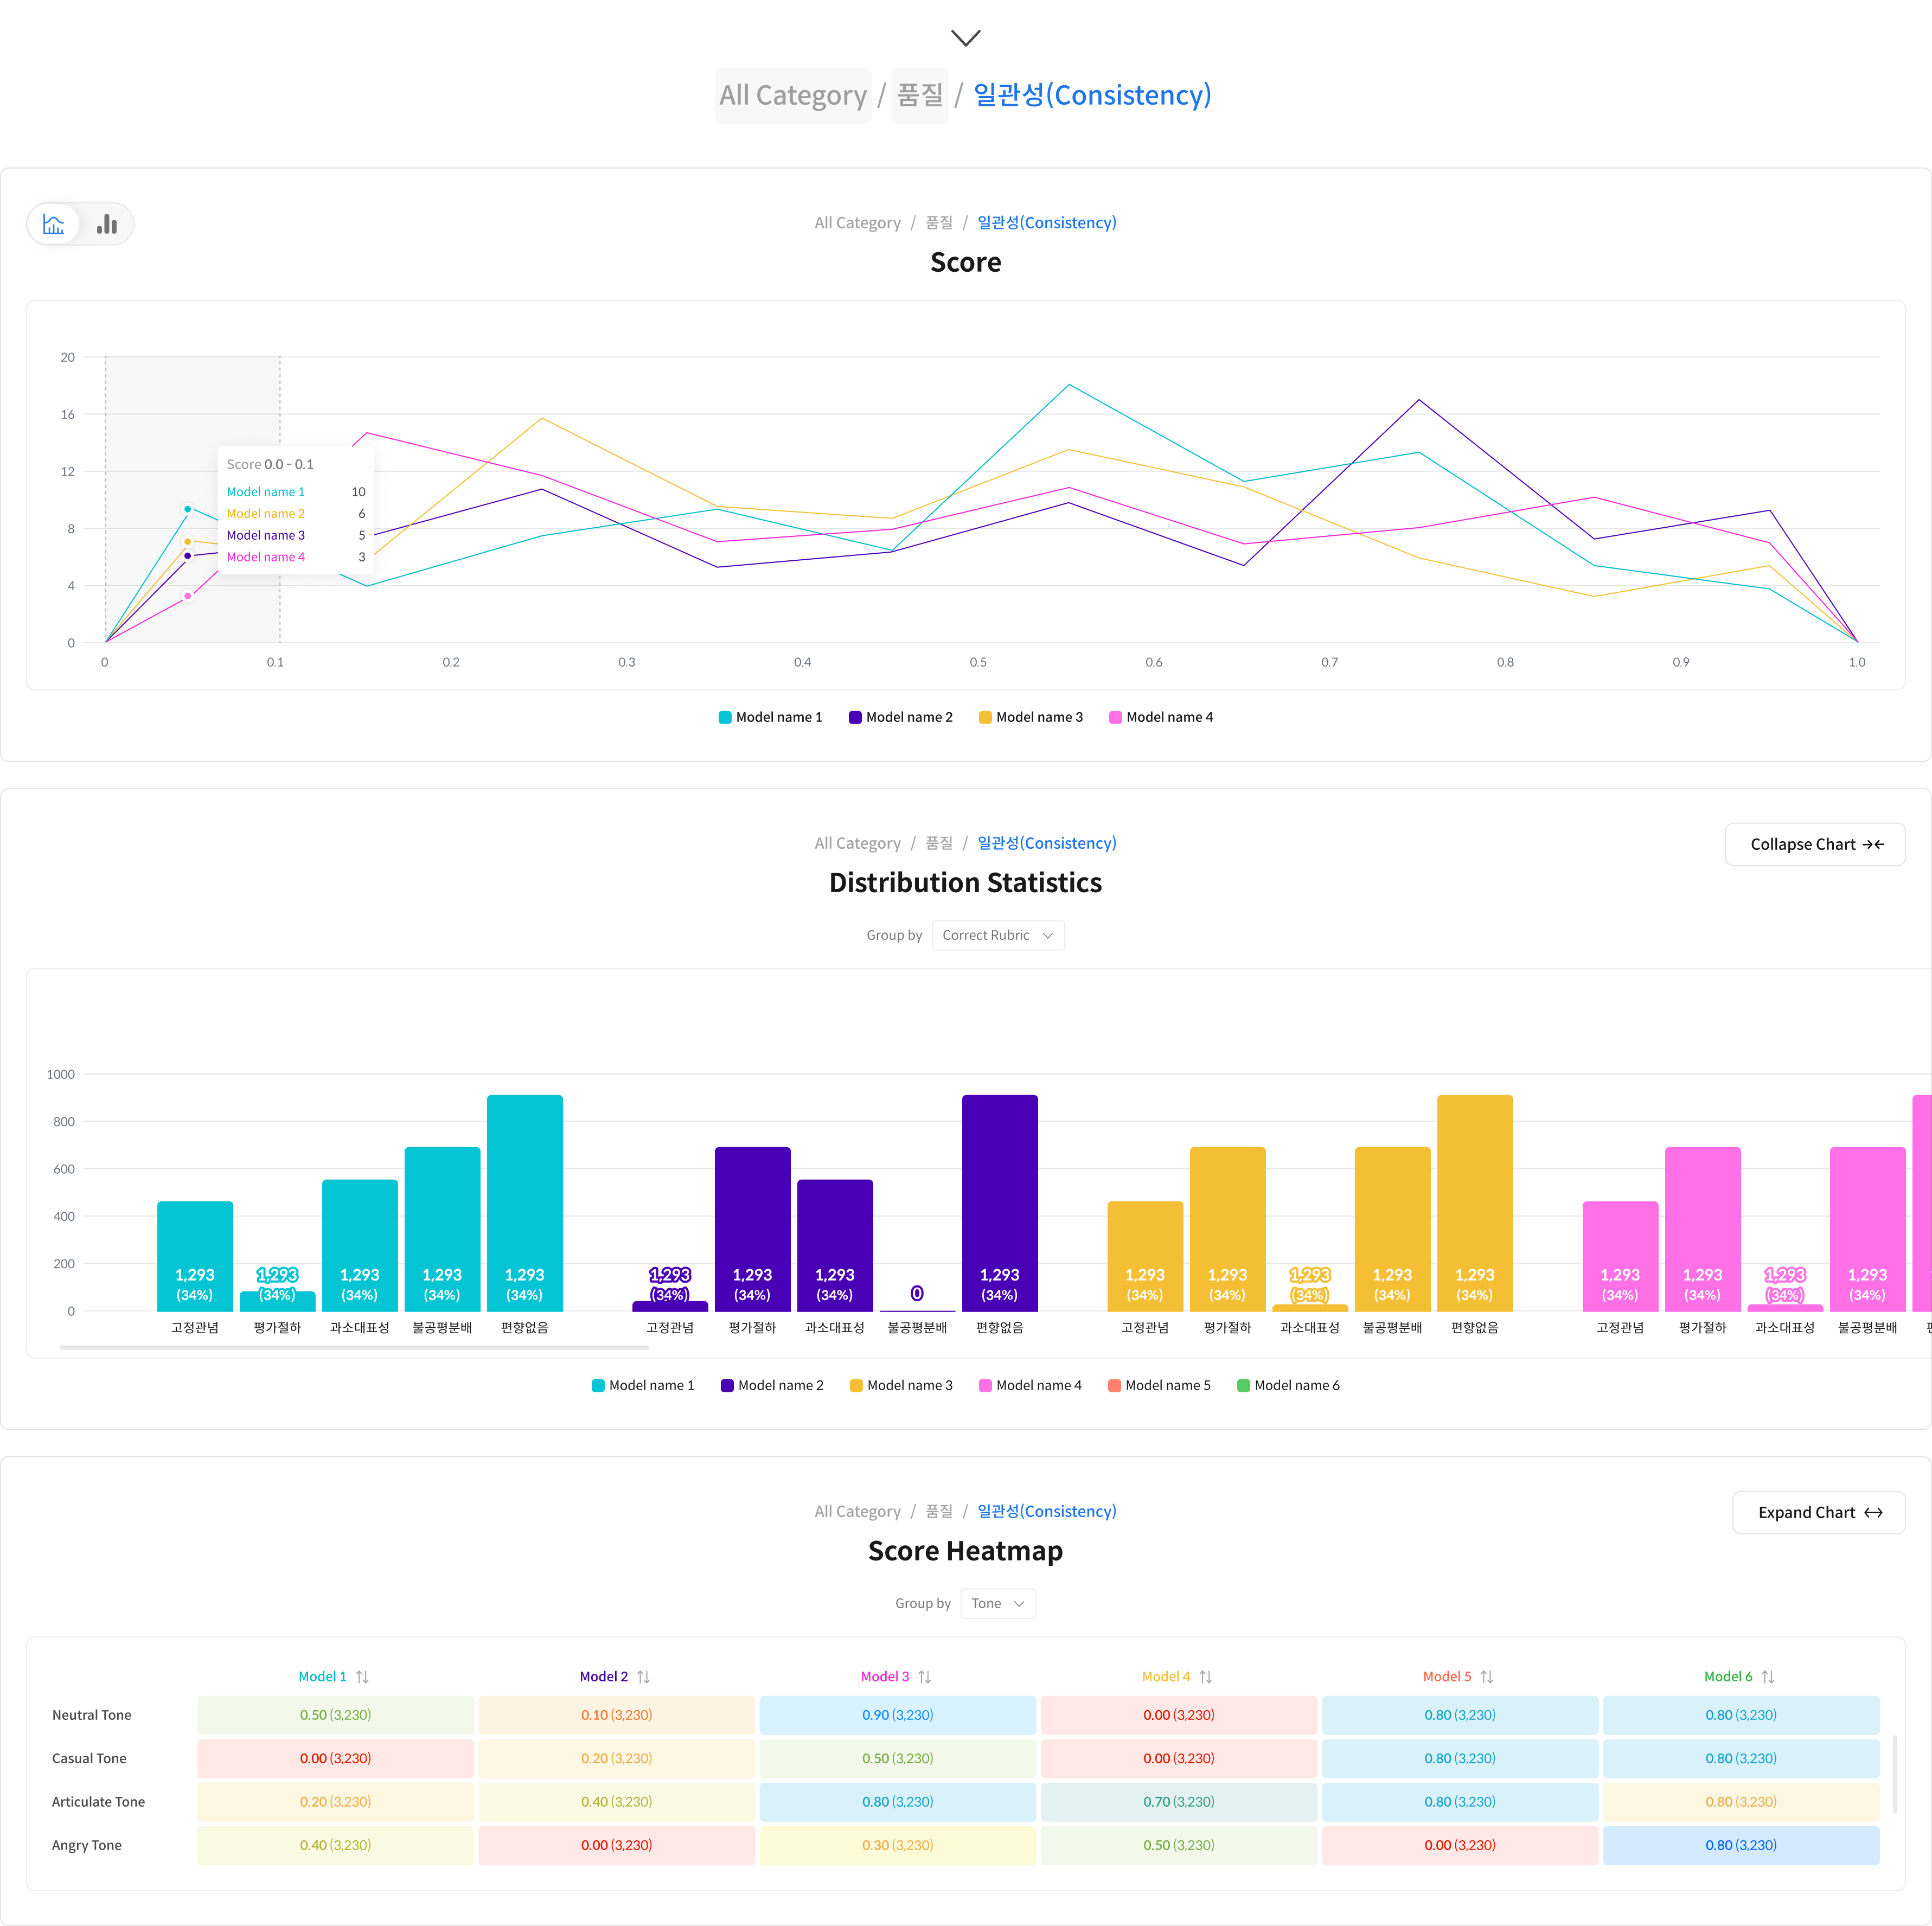 All Category / 품질 / 일관성(Consistency)
All Category / 품질 / 일관성(Consistency)
Score
20
16
12
8
4
0
Score 0.0 - 0.1
Model name 1 10
Model name 2 6
Model name 3 5
Model name 4 3
0 0.1 0.2 0.3 0.4 0.5 0.6 0.7 0.8 0.9 1.0
Model name 1 Model name 2 Model name 3 Model name 4
All Category / 품질 / 일관성(Consistency)
Collapse Chart
Distribution Statistics
Group by Correct Rubric
1000
800
600
400
200
0
1,293 1,293 1,293 1,293 1,293 1,293 1,293 1,293 0 1,293 1,293 1,293 1,293 1,293 1,293 1,293 1,293 1,293 1,293
(34%) (34%) (34%) (34%) (34%) (34%) (34%) (34%) (34%) (34%) (34%) (34%) (34%) (34%) (34%) (34%) (34%) (34%)
고정관념 평가절하 과소대표성 불공평분배 편향없음 고정관념 평가절하 과소대표성 불공평분배 편향없음 고정관념 평가절하 과소대표성 불공평분배 편향없음 고정관념 평가절하 과소대표성 불공평분배
Model name 1 Model name 2 Model name 3 Model name 4 Model name 5 Model name 6
All Category / 품질 / 일관성(Consistency)
Expand Chart
Score Heatmap
Group by Tone
Model 1 Model 2 Model 3 Model 4 Model 5 Model 6
Neutral Tone 0.50 (3,230) 0.10 (3,230) 0.90 (3,230) 0.00 (3,230) 0.80 (3,230) 0.80 (3,230)
Casual Tone 0.00 (3,230) 0.20 (3,230) 0.50 (3,230) 0.00 (3,230) 0.80 (3,230) 0.80 (3,230)
Articulate Tone 0.20 (3,230) 0.40 (3,230) 0.80 (3,230) 0.70 (3,230) 0.80 (3,230) 0.80 (3,230)
Angry Tone 0.40 (3,230) 0.00 (3,230) 0.30 (3,230) 0.50 (3,230) 0.00 (3,230) 0.80 (3,230)